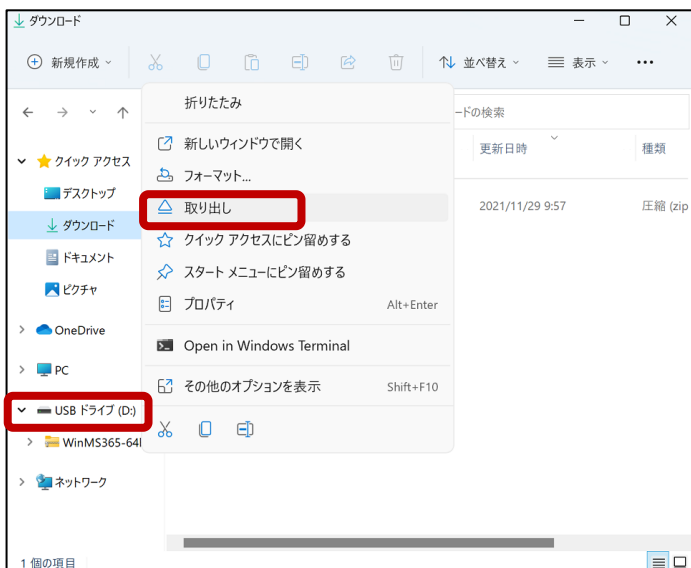 ダウンロード
新規作成
並べ替え
表示
折りたたみ
新しいウィンドウで開く
フォーマット...
取り出し
クイック アクセスにピン留めする
スタート メニューにピン留めする
プロパティ Alt+Enter
Open in Windows Terminal
その他のオプションを表示 Shift+F10
ードの検索
更新日時 種類
2021/11/29 9:57 圧縮 (zip
クイック アクセス
デスクトップ
ダウンロード
ドキュメント
ピクチャ
OneDrive
PC
USB ドライブ (D:)
WinMS365-64
ネットワーク
1 個の項目